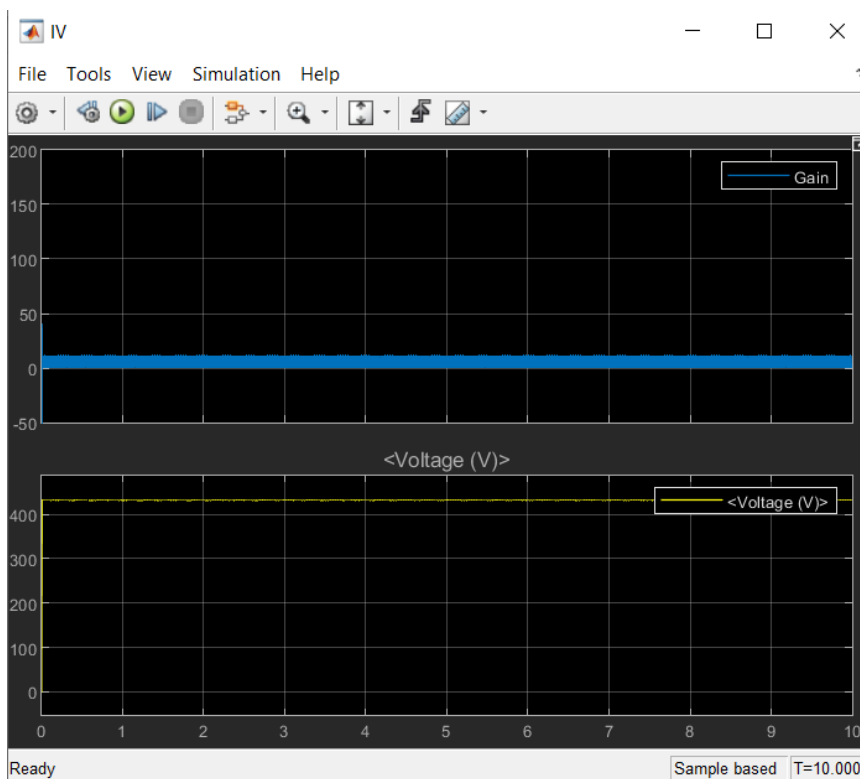 IV
File Tools View Simulation Help
200
Gain
150
100
50
0
-50
<Voltage (V)>
<Voltage (V)>
400
300
200
100
0
0 1 2 3 4 5 6 7 8 9 10
Ready Sample based T=10.000